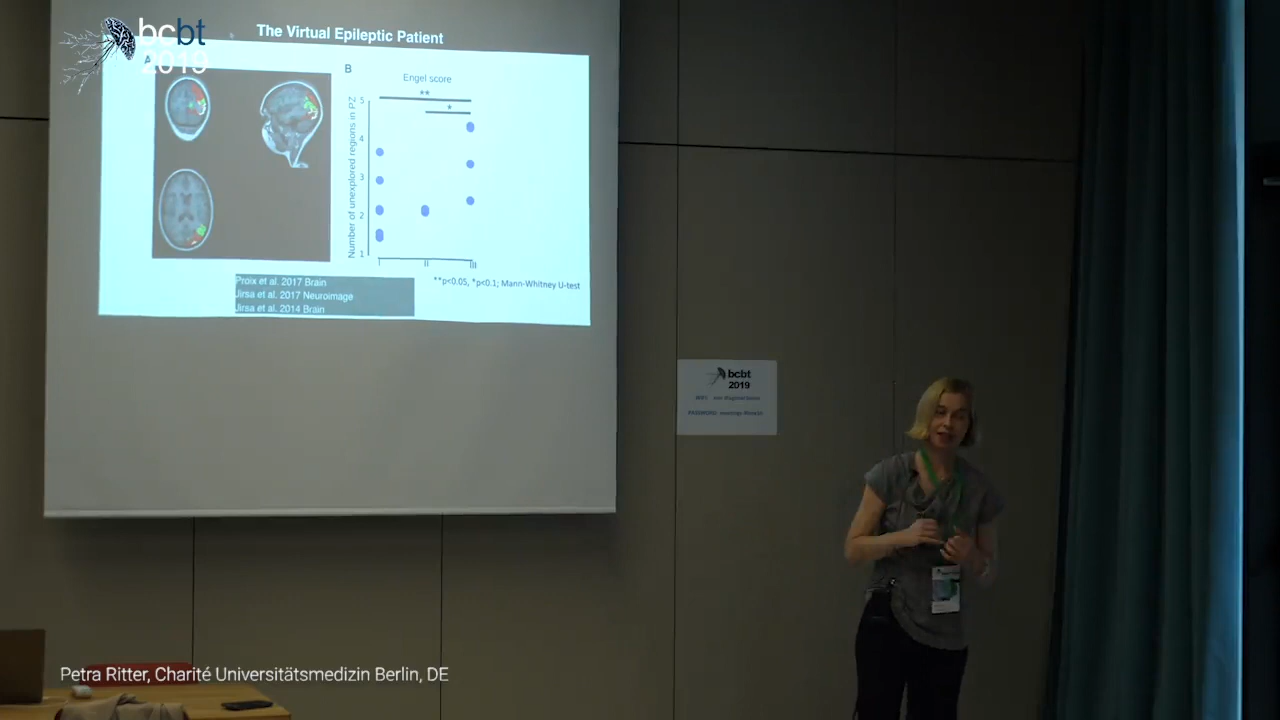 bcbt
2019
The Virtual Epileptic Patient
A
B
Engel score
**
*
Number of unexplored regions in PZ
5
4
3
2
1
I
II
III
**p<0.05, *p<0.1; Mann-Whitney U-test
Proix et al. 2017 Brain
Jirsa et al. 2017 Neuroimage
Jirsa et al. 2014 Brain
bcbt
2019
WIFI
PASSWORD
Petra Ritter, Charité Universitätsmedizin Berlin, DE